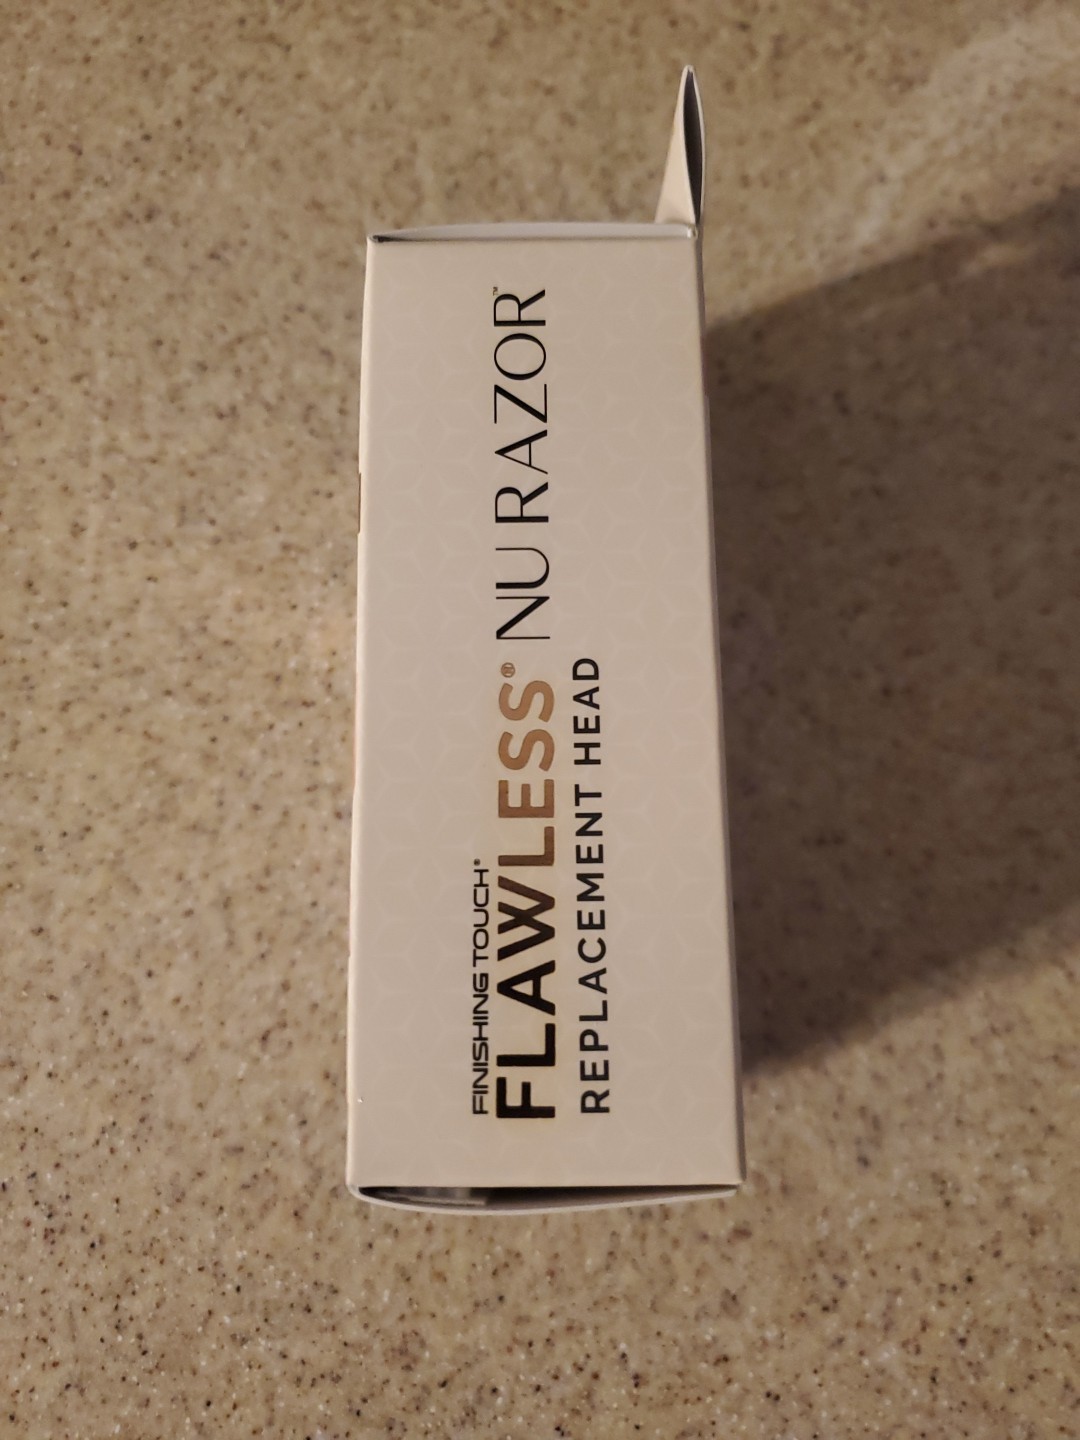 FINISHING TOUCH®
FLAWLESS® NU RAZOR™
REPLACEMENT HEAD